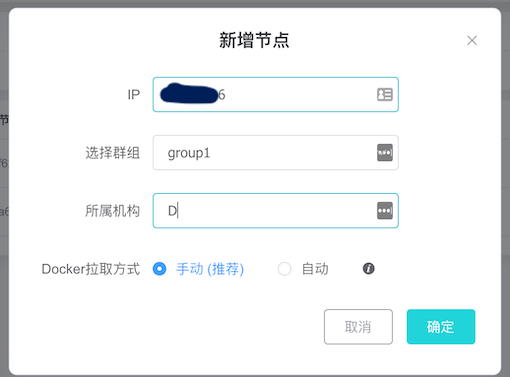 新增节点
IP 6
选择群组 group1
所属机构 D
Docker拉取方式 手动 (推荐) 自动
取消 确定